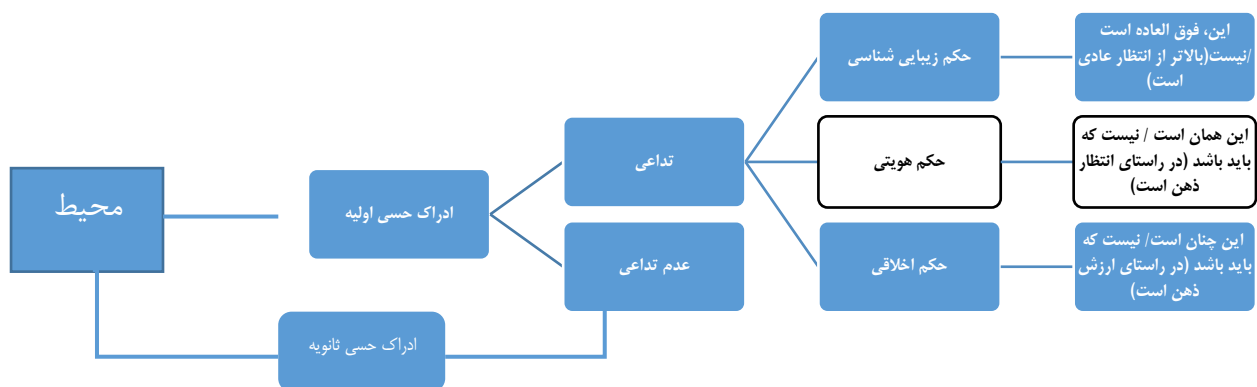 محیط
ادراک حسی اولیه
ادراک حسی ثانویه
تداعی
عدم تداعی
حکم زیبایی شناسی
حکم هویتی
حکم اخلاقی
این، فوق العاده است
/نیست(بالاتر از انتظار عادی
است)
این همان است / نیست که
باید باشد (در راستای انتظار
ذهن است)
این چنان است/ نیست که
باید باشد (در راستای ارزش
ذهن است)